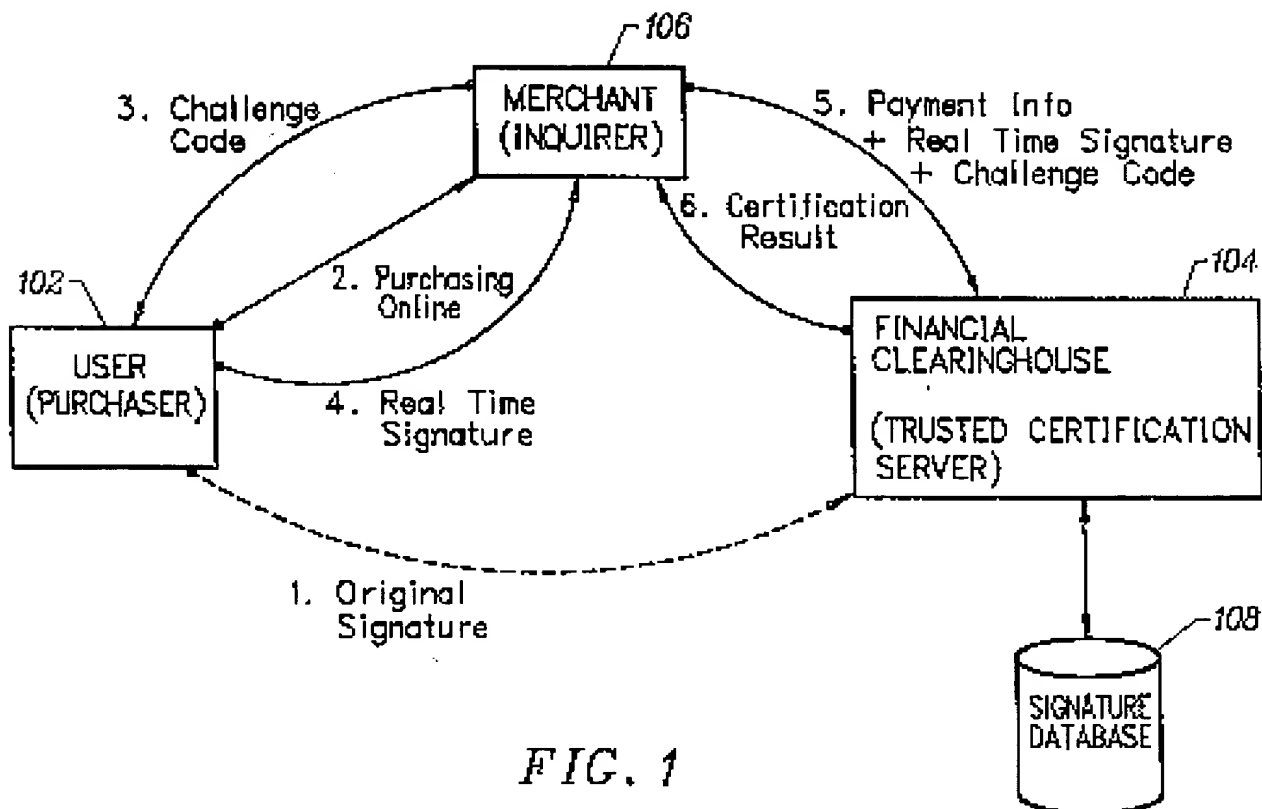 106
MERCHANT
(INQUIRER)
3. Challenge
Code
5. Payment Info
+ Real Time Signature
+ Challenge Code
6. Certification
Result
2. Purchasing
Online
102
USER
(PURCHASER)
4. Real Time
Signature
104
FINANCIAL
CLEARINGHOUSE
(TRUSTED CERTIFICATION
SERVER)
1. Original
Signature
108
SIGNATURE
DATABASE
FIG. 1